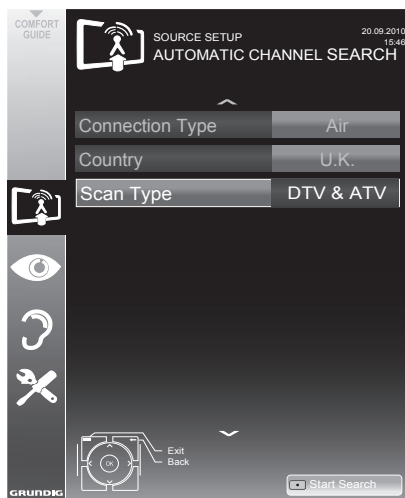 COMFORT
GUIDE
SOURCE SETUP
20.09.2010
15:46
AUTOMATIC CHANNEL SEARCH
Connection Type Air
Country U.K.
Scan Type DTV & ATV
Exit
OK
Back
Start Search
GRUNDIG